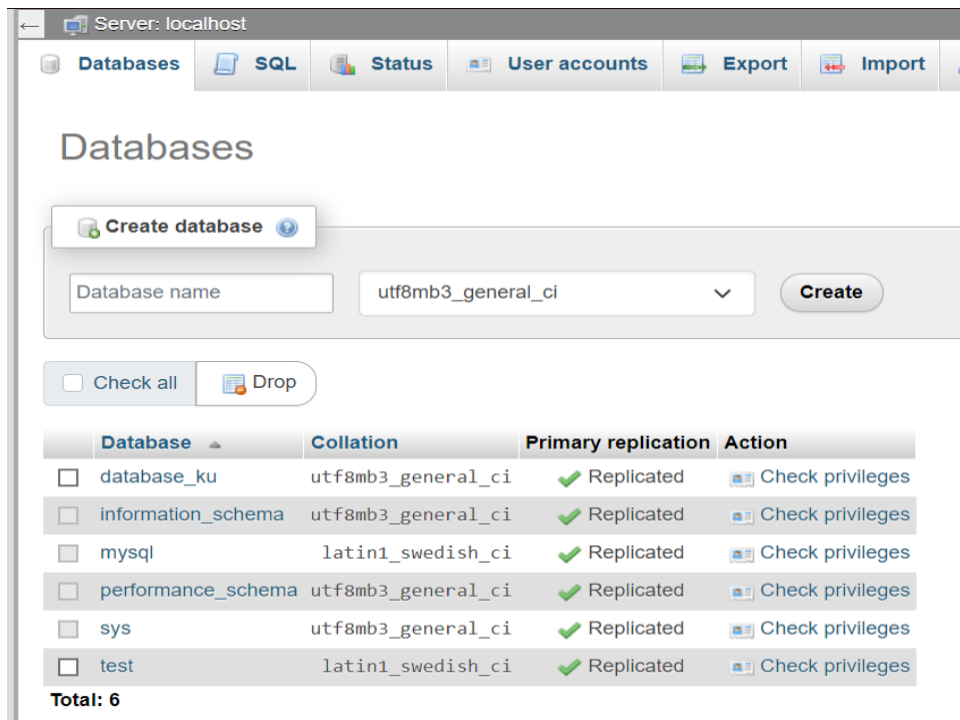 ← Server: localhost
Databases SQL Status User accounts Export Import
Databases
Create database
Database name utf8mb3_general_ci Create
Check all Drop
Database Collation Primary replication Action
database_ku utf8mb3_general_ci Replicated Check privileges
information_schema utf8mb3_general_ci Replicated Check privileges
mysql latin1_swedish_ci Replicated Check privileges
performance_schema utf8mb3_general_ci Replicated Check privileges
sys utf8mb3_general_ci Replicated Check privileges
test latin1_swedish_ci Replicated Check privileges
Total: 6